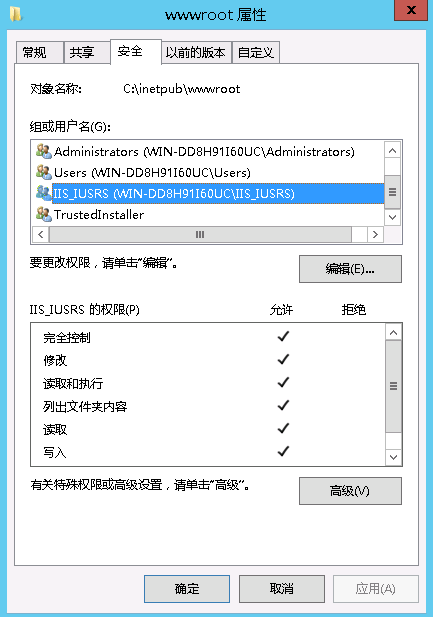 wwwroot 属性
常规 共享 安全 以前的版本 自定义
对象名称: C:\inetpub\wwwroot
组或用户名(G):
Administrators (WIN-DD8H91I60UC\Administrators)
Users (WIN-DD8H91I60UC\Users)
IIS_IUSRS (WIN-DD8H91I60UC\IIS_IUSRS)
TrustedInstaller
要更改权限，请单击“编辑”。 编辑(E)...
IIS_IUSRS 的权限(P) 允许 拒绝
完全控制
修改
读取和执行
列出文件夹内容
读取
写入
有关特殊权限或高级设置，请单击“高级”。 高级(V)
确定 取消 应用(A)